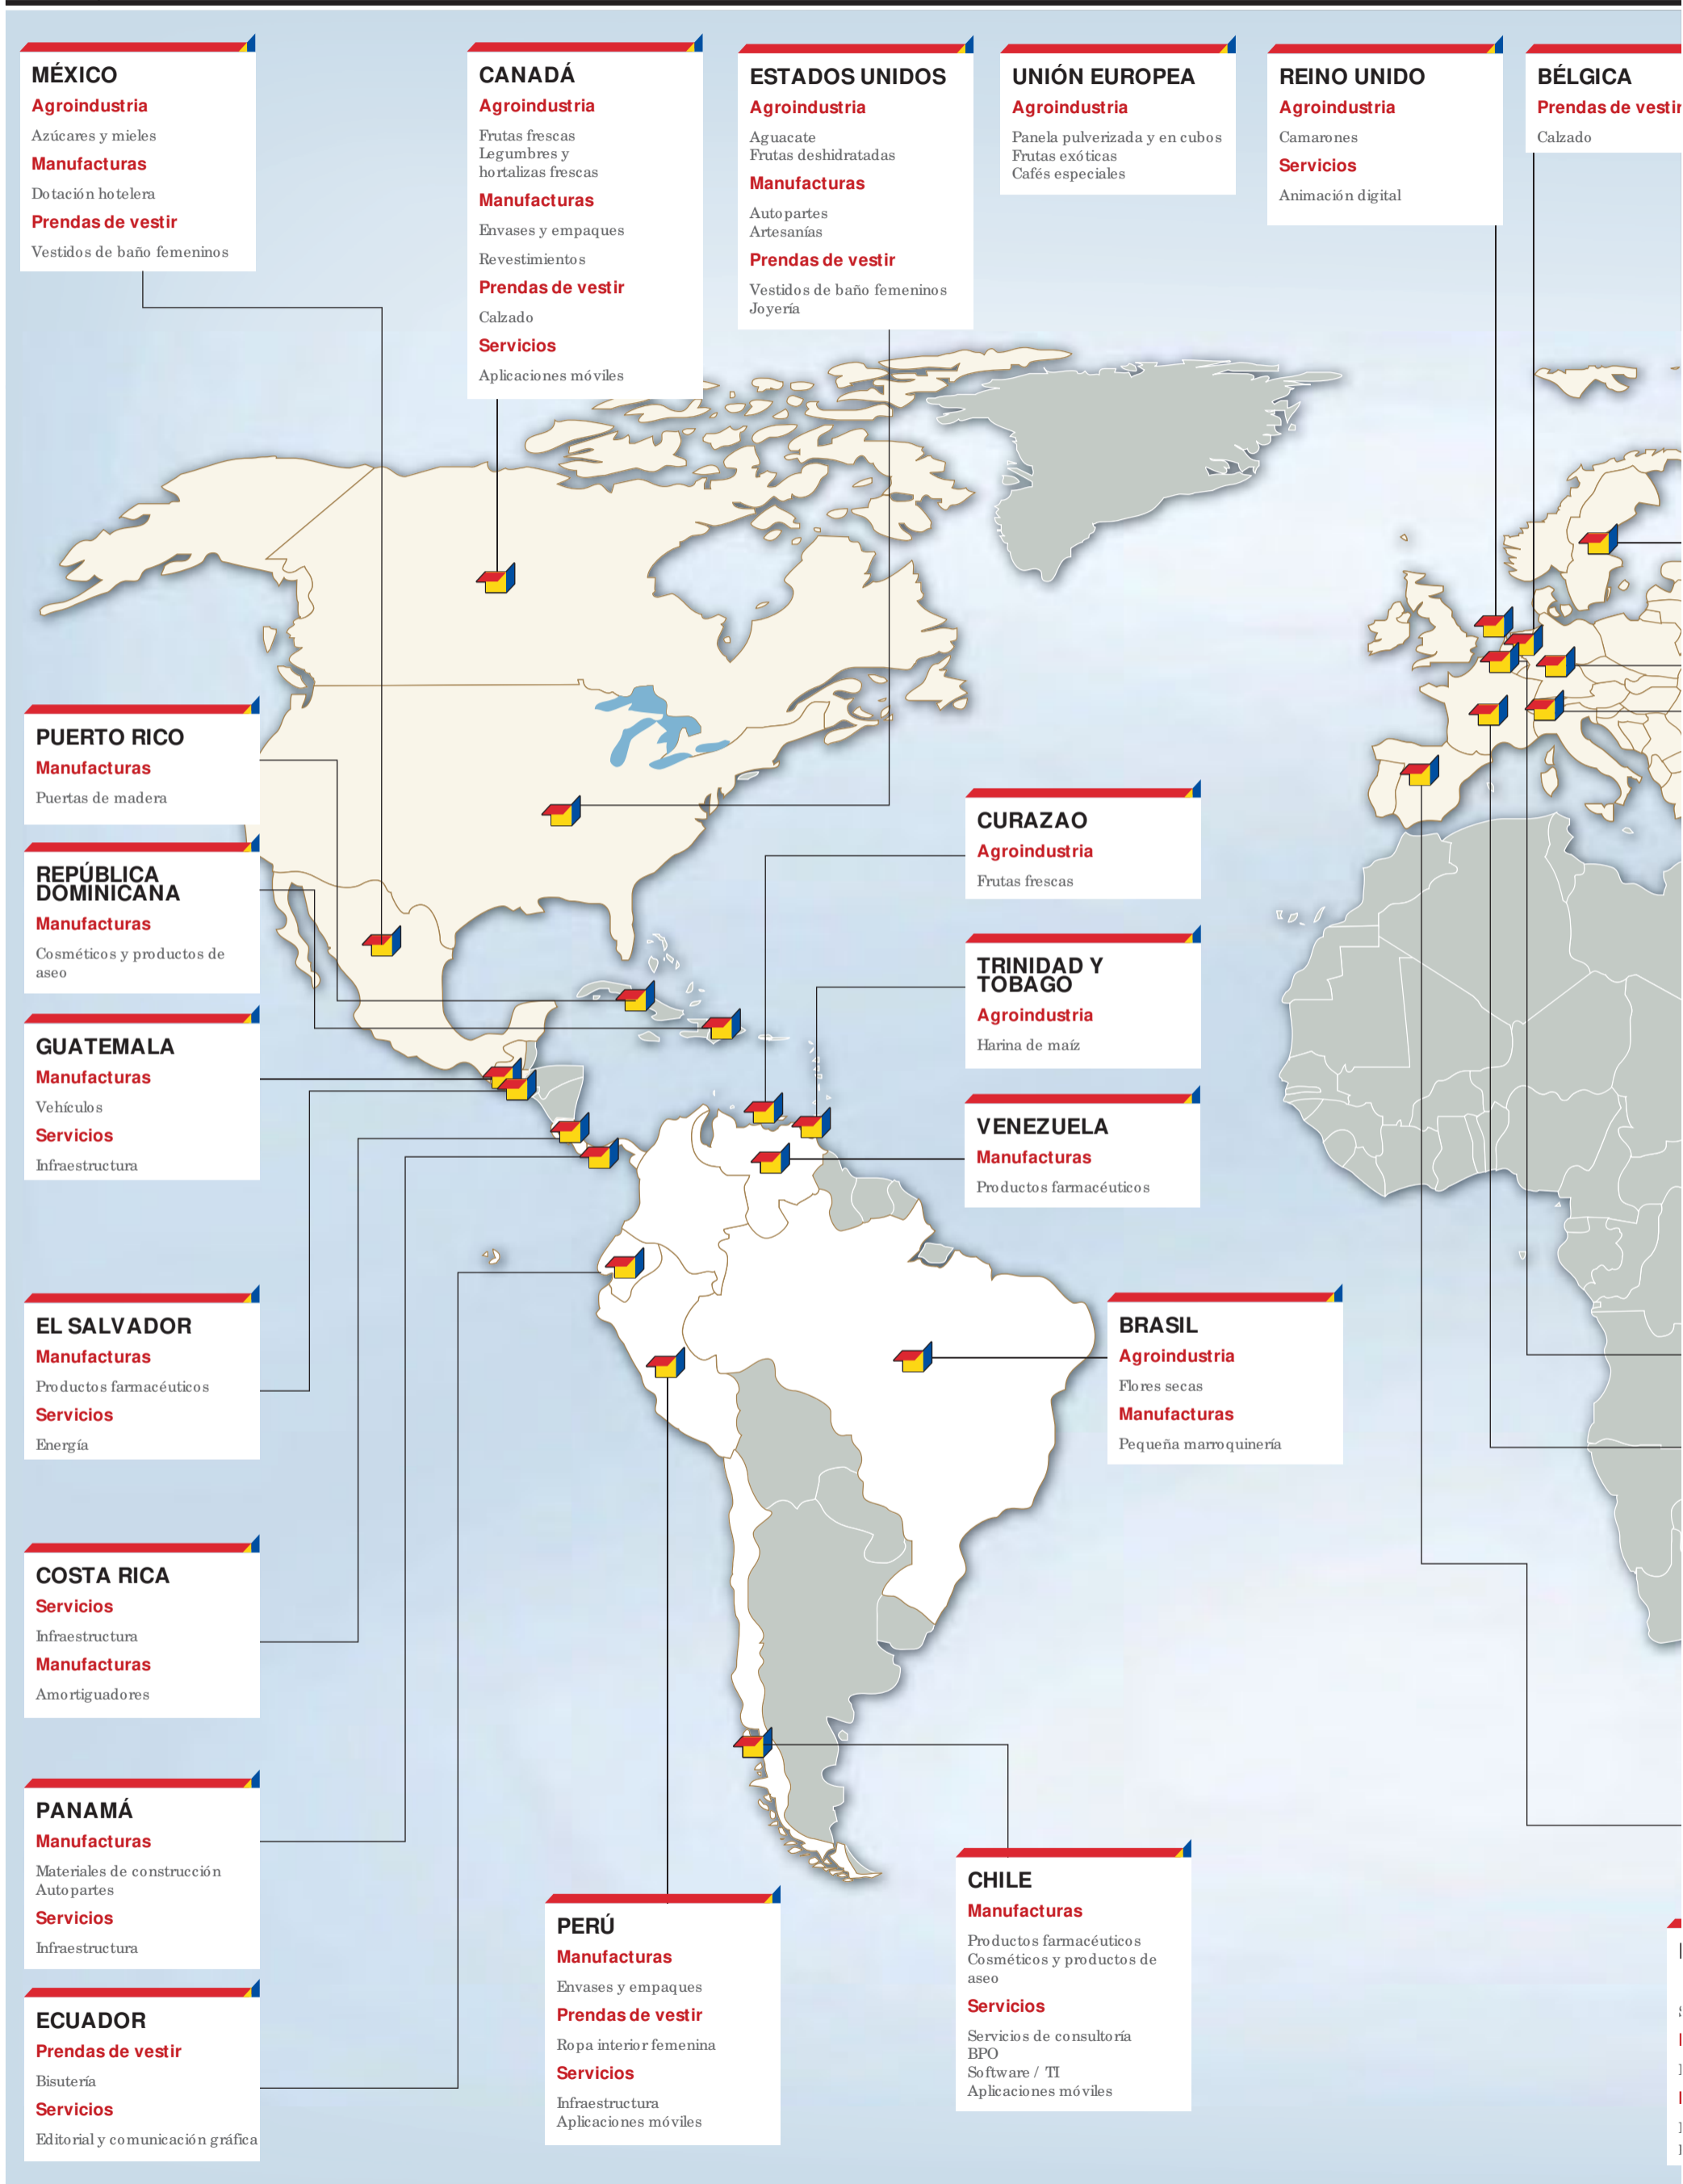 MÉXICO
Agroindustria
Azúcares y mieles
Manufacturas
Dotación hotelera
Prendas de vestir
Vestidos de baño femeninos
CANADÁ
Agroindustria
Frutas frescas
Legumbres y
hortalizas frescas
Manufacturas
Envases y empaques
Revestimientos
Prendas de vestir
Calzado
Servicios
Aplicaciones móviles
ESTADOS UNIDOS
Agroindustria
Aguacate
Frutas deshidratadas
Manufacturas
Autopartes
Artesanías
Prendas de vestir
Vestidos de baño femeninos
Joyería
UNIÓN EUROPEA
Agroindustria
Panela pulverizada y en cubos
Frutas exóticas
Cafés especiales
REINO UNIDO
Agroindustria
Camarones
Servicios
Animación digital
BÉLGICA
Prendas de vestir
Calzado
PUERTO RICO
Manufacturas
Puertas de madera
REPÚBLICA
DOMINICANA
Manufacturas
Cosméticos y productos de
aseo
GUATEMALA
Manufacturas
Vehículos
Servicios
Infraestructura
EL SALVADOR
Manufacturas
Productos farmacéuticos
Servicios
Energía
COSTA RICA
Servicios
Infraestructura
Manufacturas
Amortiguadores
PANAMÁ
Manufacturas
Materiales de construcción
Autopartes
Servicios
Infraestructura
ECUADOR
Prendas de vestir
Bisutería
Servicios
Editorial y comunicación gráfica
CURAZAO
Agroindustria
Frutas frescas
TRINIDAD Y
TOBAGO
Agroindustria
Harina de maíz
VENEZUELA
Manufacturas
Productos farmacéuticos
BRASIL
Agroindustria
Flores secas
Manufacturas
Pequeña marroquinería
PERÚ
Manufacturas
Envases y empaques
Prendas de vestir
Ropa interior femenina
Servicios
Infraestructura
Aplicaciones móviles
CHILE
Manufacturas
Productos farmacéuticos
Cosméticos y productos de
aseo
Servicios
Servicios de consultoría
BPO
Software / TI
Aplicaciones móviles